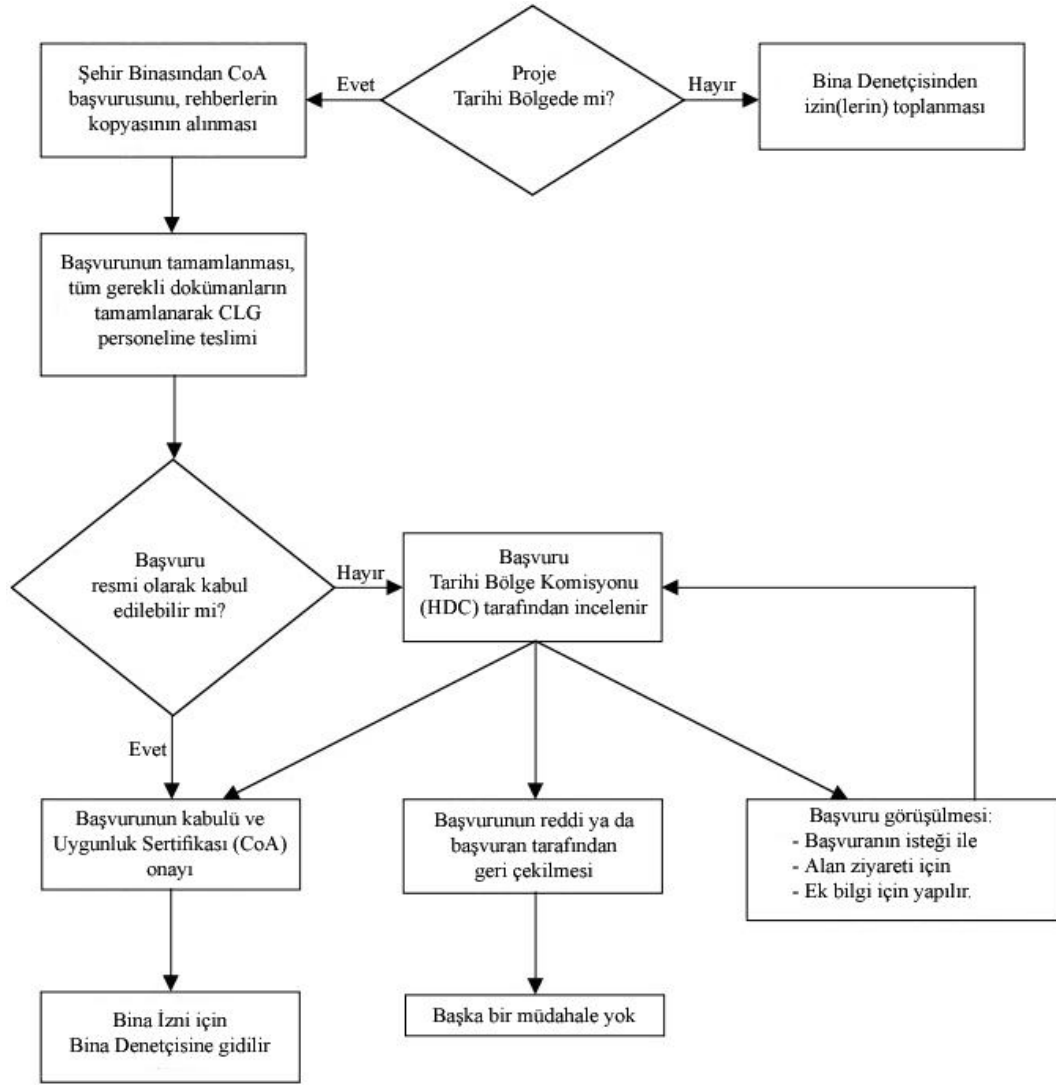 Şehir Binasından CoA
başvurusunu, rehberlerin
kopyasının alınması
Evet
Proje
Tarihi Bölgede mi?
Hayır
Bina Denetçisinden
izin(lerin) toplanması
Başvurunun tamamlanması,
tüm gerekli dokümanların
tamamlanarak CLG
personeline teslimi
Başvuru
resmi olarak kabul
edilebilir mi?
Hayır
Başvuru
Tarihi Bölge Komisyonu
(HDC) tarafından incelenir
Evet
Başvurunun kabulü ve
Uygunluk Sertifikası (CoA)
onayı
Başvurunun reddi ya da
başvuran tarafından
geri çekilmesi
Başvuru görüşülmesi:
- Başvuranın isteği ile
- Alan ziyareti için
- Ek bilgi için yapılır.
Bina İzni için
Bina Denetçisine gidilir
Başka bir müdahale yok